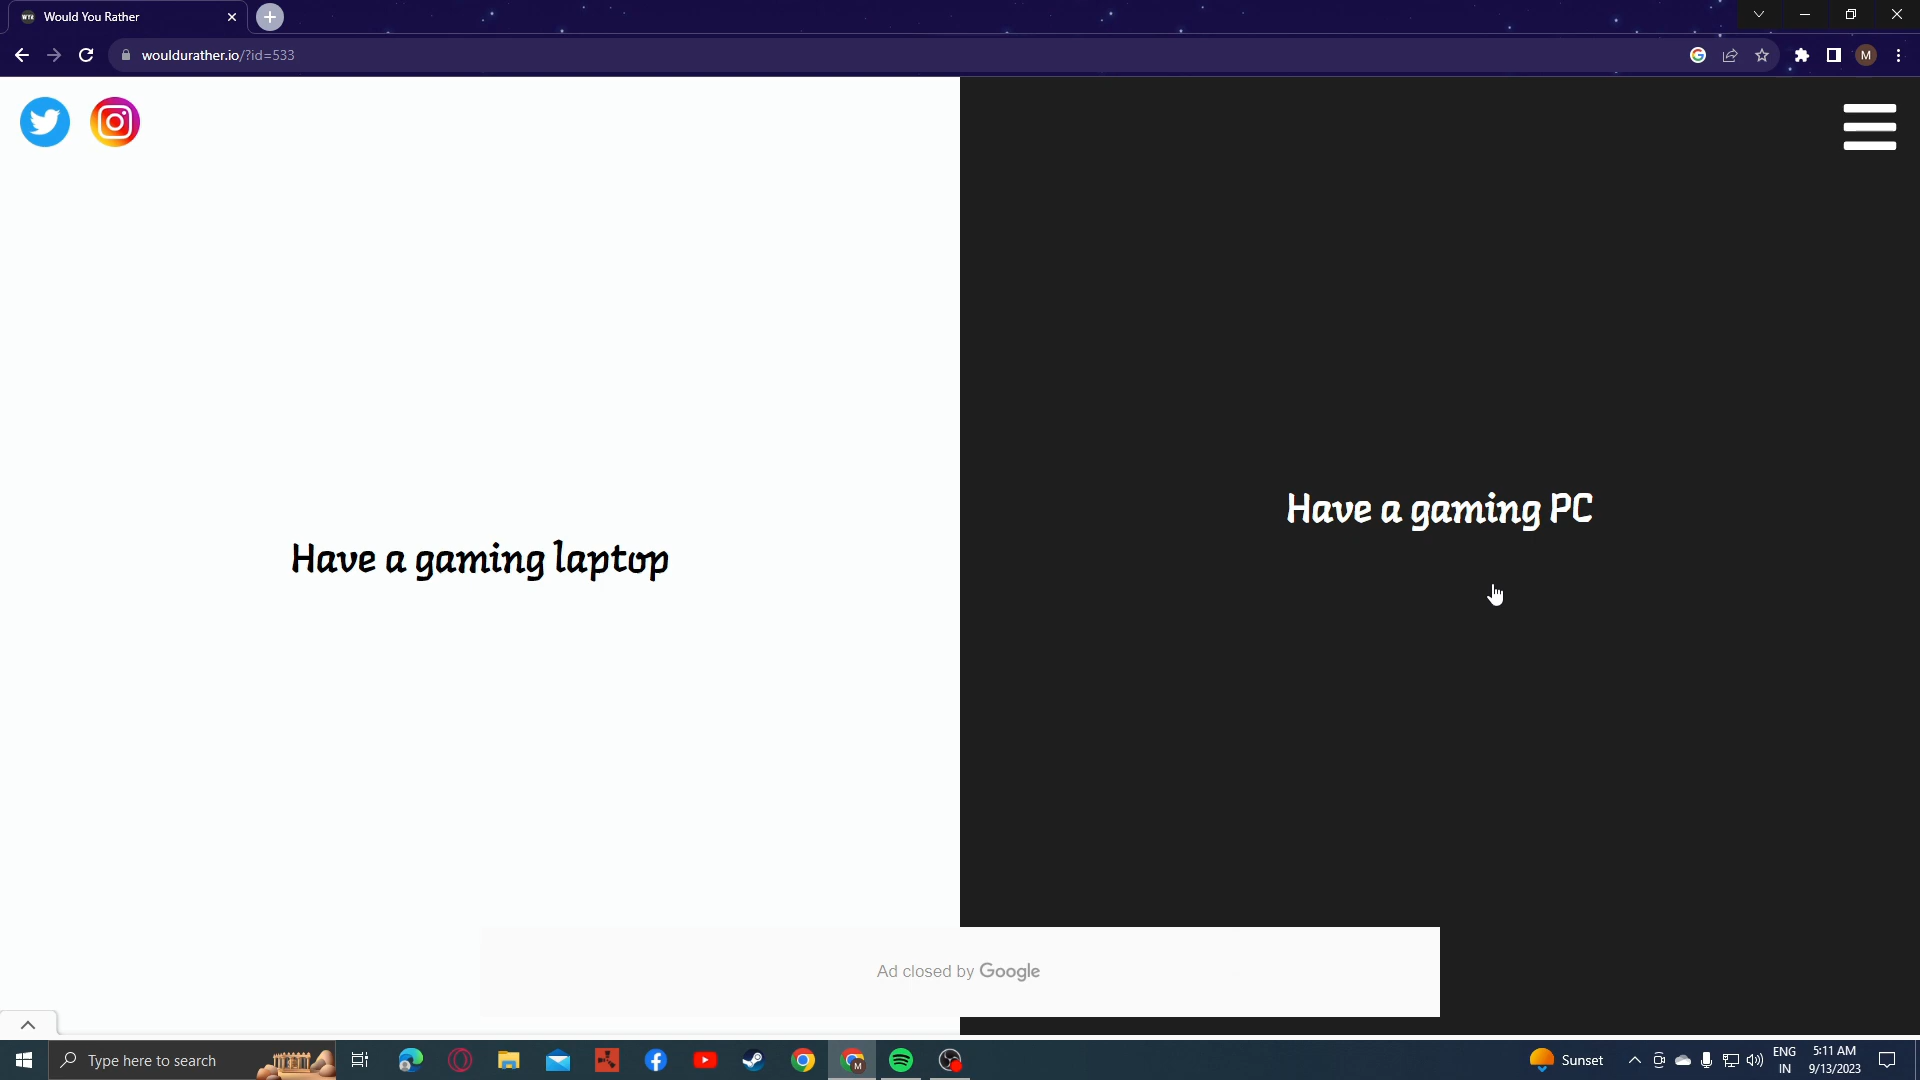 Would You Rather
wouldurather.io/?id=533
M
Have a gaming laptop
Have a gaming PC
Ad closed by Google
Type here to search
M
Sunset
ENG
IN
5:11 AM
9/13/2023